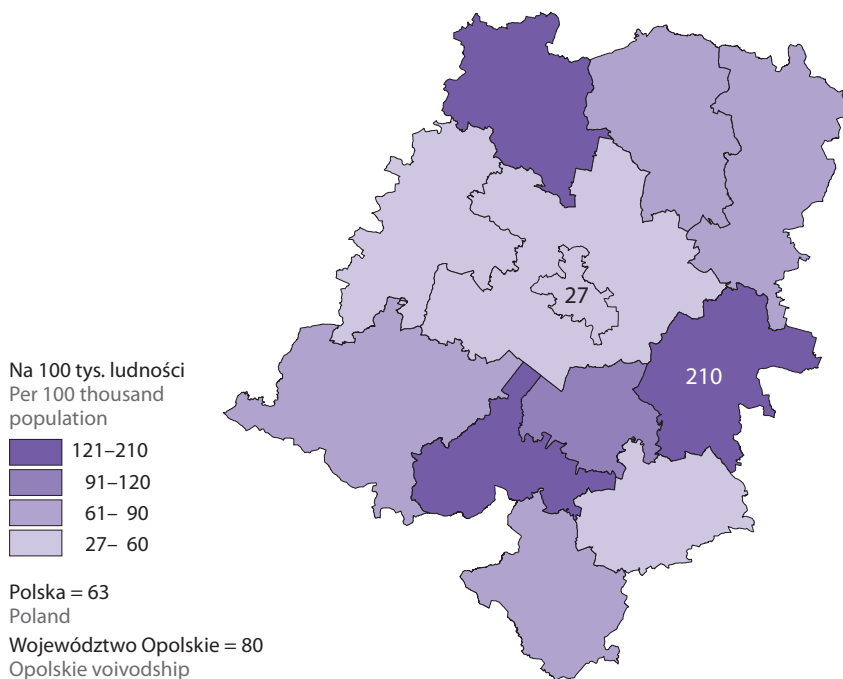 27
210
Na 100 tys. ludności
Per 100 thousand
population
121–210
91–120
61– 90
27– 60
Polska = 63
Poland
Województwo Opolskie = 80
Opolskie voivodship